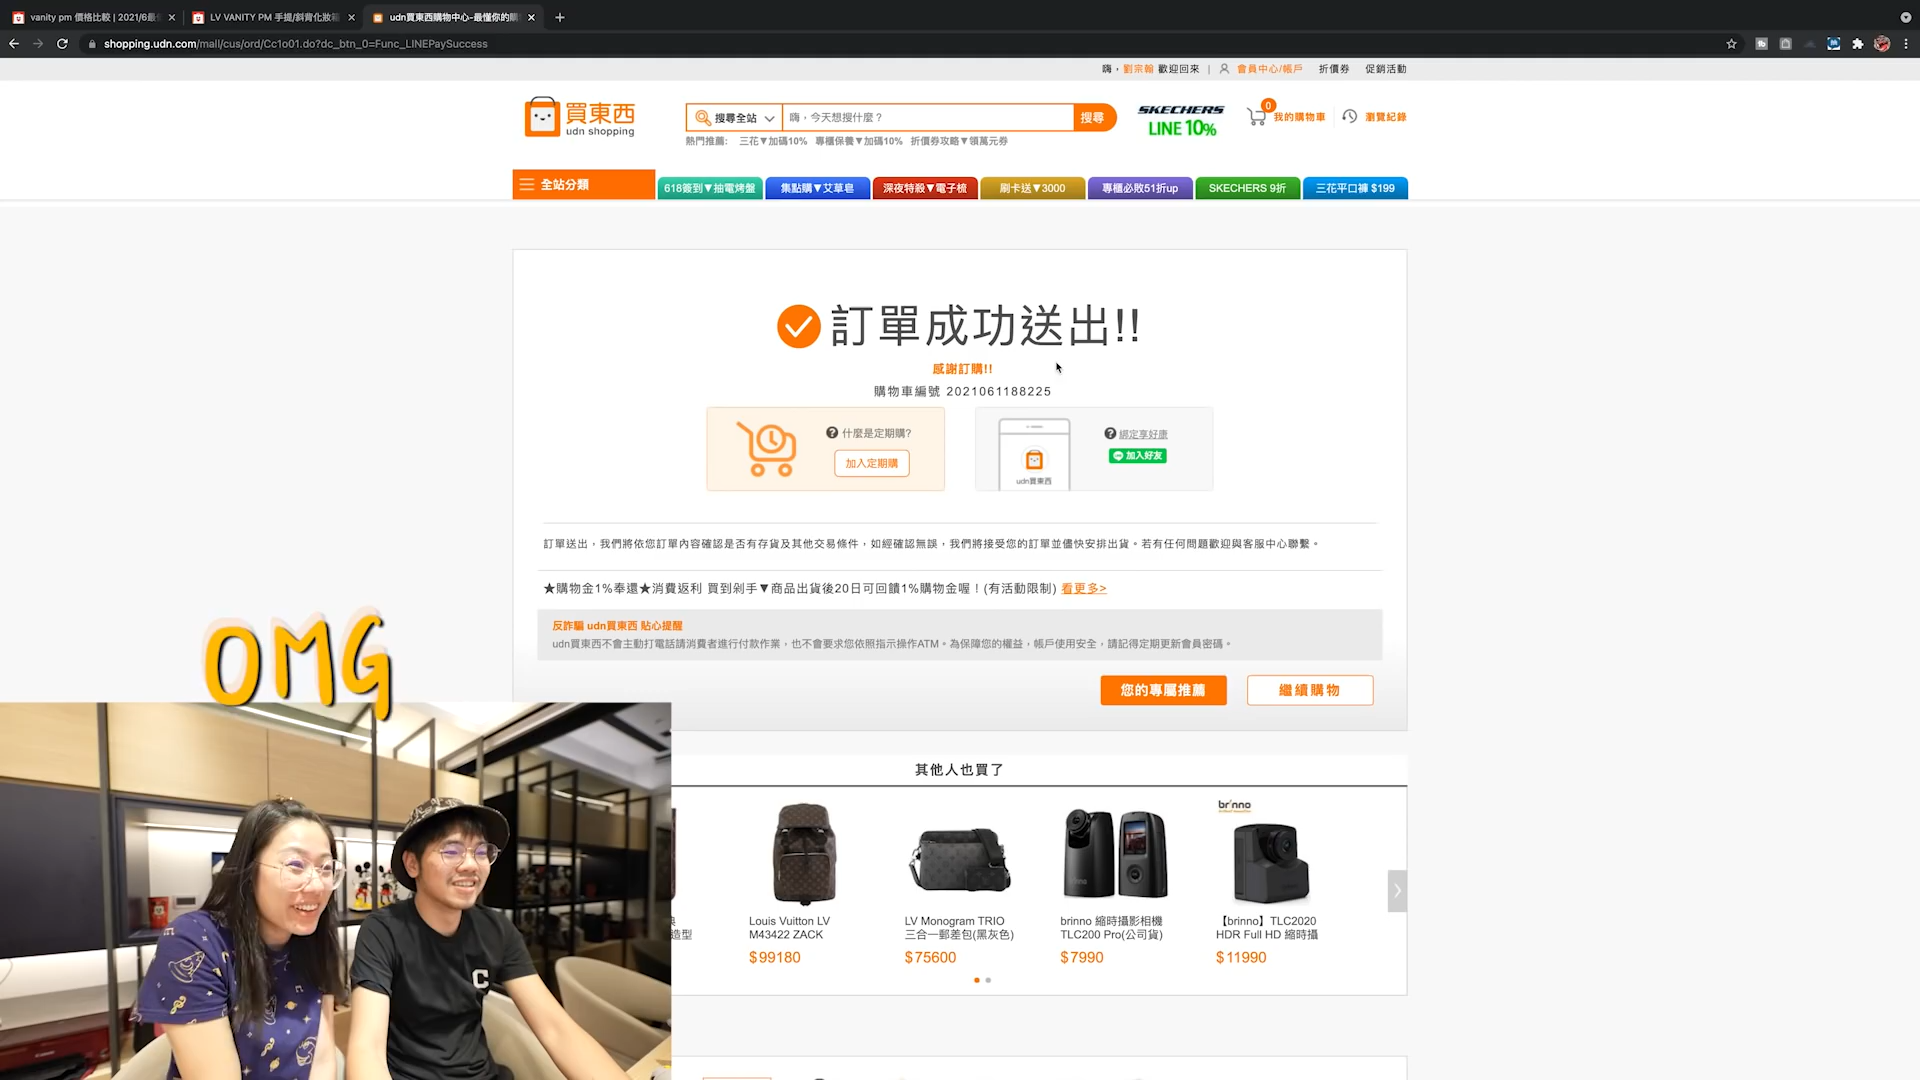 vanity pm 價格比較 | 2021/6最
LV VANITY PM 手提/斜背化妝箱
udn買東西購物中心-最懂你的購
shopping.udn.com/mall/cus/ord/Cc1o01.do?dc_btn_0=Func_LINEPaySuccess
嗨，劉宗翰 歡迎回來 | 會員中心/帳戶 折價券 促銷活動
買東西
udn shopping
搜尋全站
嗨，今天想搜什麼？
搜尋
SKECHERS
LINE 10%
0
我的購物車
瀏覽紀錄
熱門推薦: 三花▼加碼10% 專櫃保養▼加碼10% 折價券攻略▼領萬元券
全站分類
618簽到▼抽電烤盤
集點購▼艾草皂
深夜特殺▼電子梳
刷卡送▼3000
專櫃必敗51折up
SKECHERS 9折
三花平口褲 $199
訂單成功送出!!
感謝訂購!!
購物車編號 2021061188225
什麼是定期購?
加入定期購
綁定享好康
加入好友
udn買東西
訂單送出，我們將依您訂單內容確認是否有存貨及其他交易條件，如經確認無誤，我們將接受您的訂單並儘快安排出貨。若有任何問題歡迎與客服中心聯繫。
★購物金1%奉還★消費返利 買到剁手▼商品出貨後20日可回饋1%購物金喔！(有活動限制) 看更多>
反詐騙 udn買東西 貼心提醒
udn買東西不會主動打電話請消費者進行付款作業，也不會要求您依照指示操作ATM。為保障您的權益，帳戶使用安全，請記得定期更新會員密碼。
您的專屬推薦
繼續購物
OMG
其他人也買了
brinno
造型
Louis Vuitton LV
M43422 ZACK
$99180
LV Monogram TRIO
三合一郵差包(黑灰色)
$75600
brinno 縮時攝影相機
TLC200 Pro(公司貨)
$7990
【brinno】TLC2020
HDR Full HD 縮時攝
$11990
C